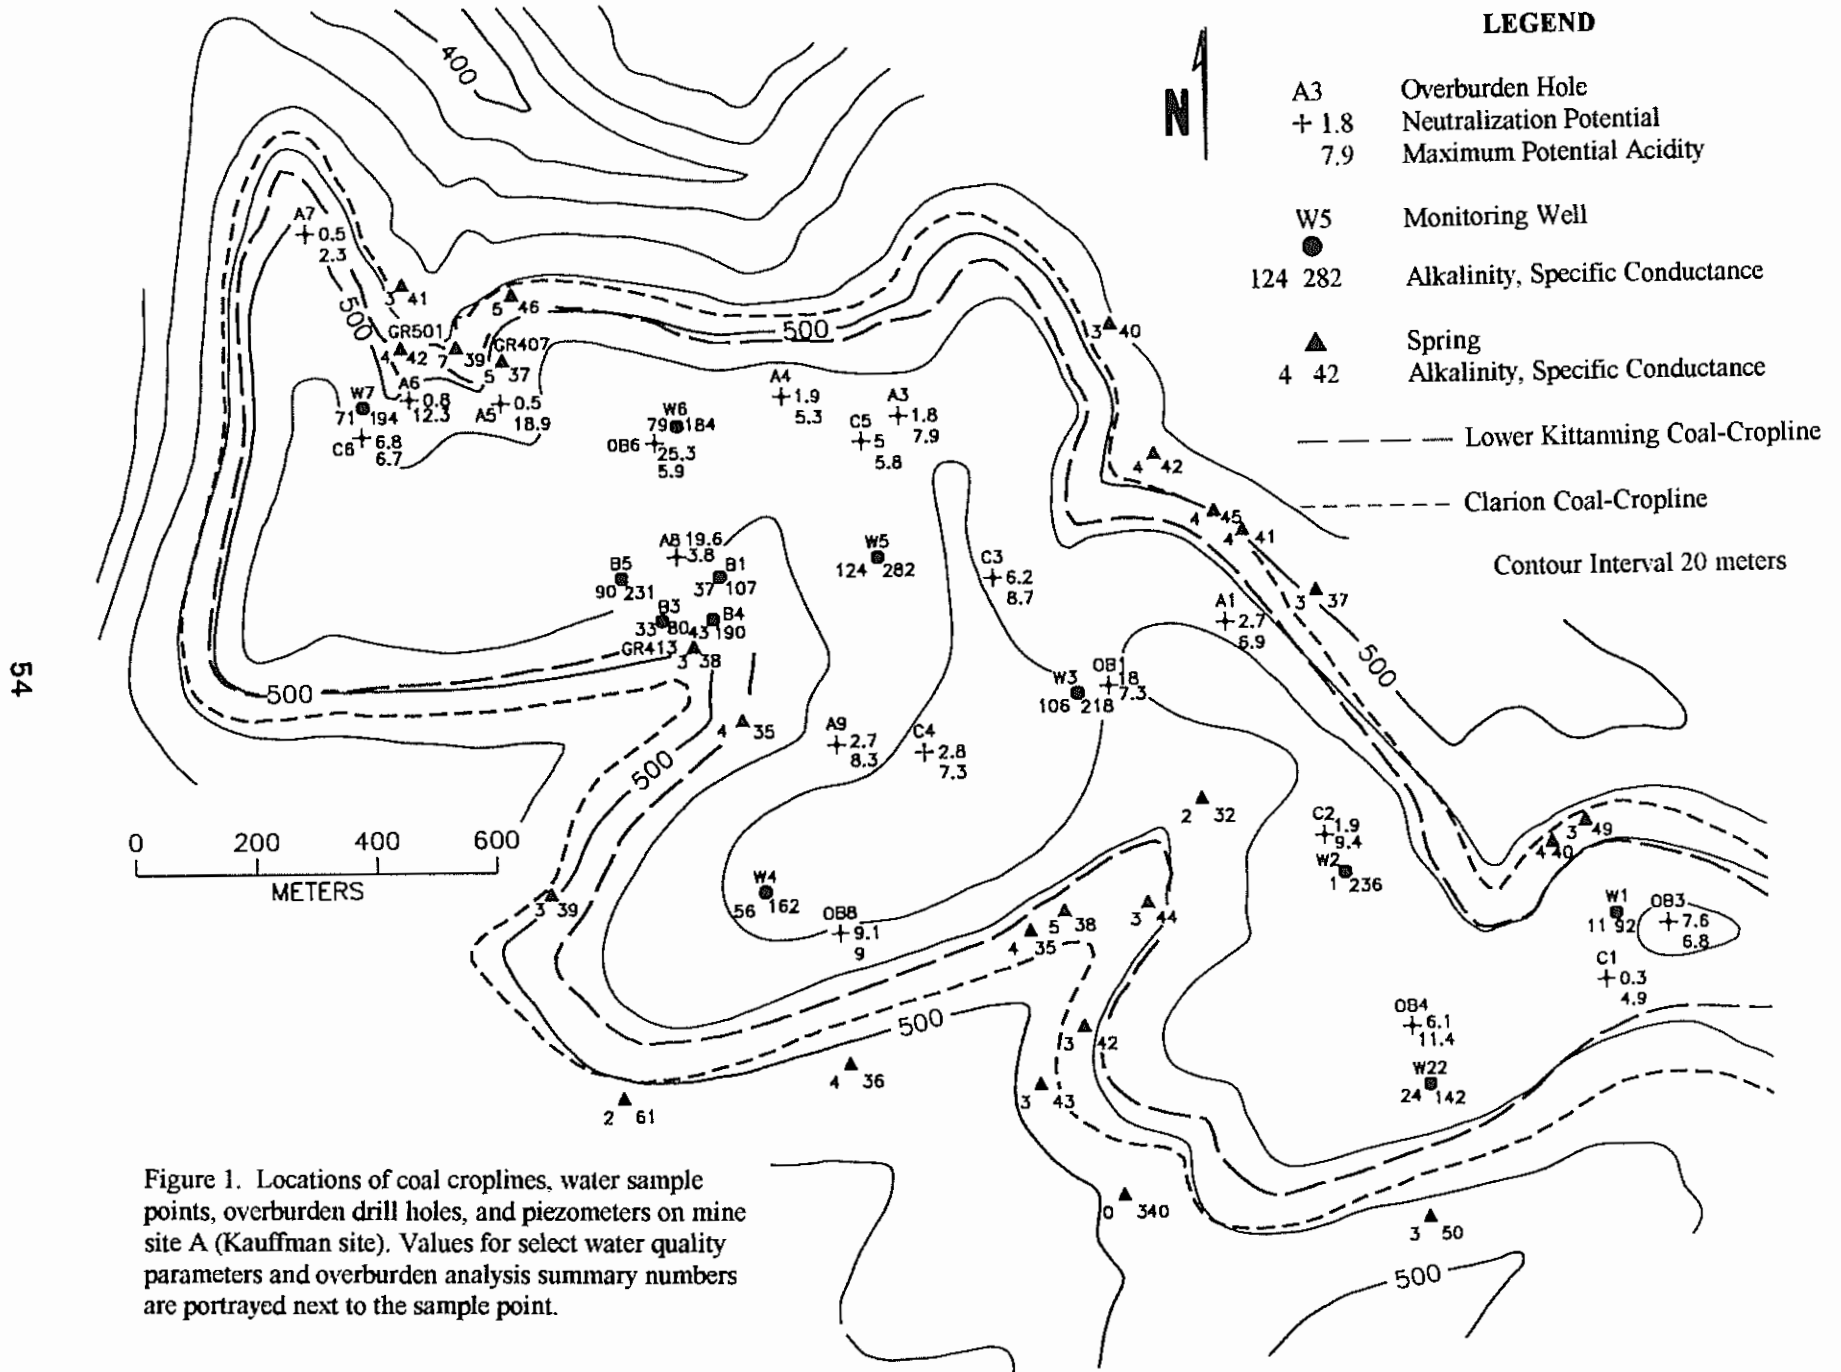 LEGEND
A3 Overburden Hole
1.8 Neutralization Potential
7.9 Maximum Potential Acidity
W5 Monitoring Well
124 282 Alkalinity, Specific Conductance
Spring
4 42 Alkalinity, Specific Conductance
Lower Kittanning Coal-Cropline
Clarion Coal-Cropline
Contour Interval 20 meters
N
400
A7
0.5
2.3
500
3 41
5 46
GR501
4 42
7 39
GR407
5 37
500
3 40
W7
71 194
C6 6.8
6.7
A6
0.8
12.3
A5 0.5
18.9
W6
79 184
OB6 25.3
5.9
A4
1.9
5.3
C5
5
5.8
A3
1.8
7.9
4 42
4 45
4 41
3 37
A8 19.6
3.8
B5
90 231
B1
37 107
B3
33 80
B4
43 190
GR413
3 38
W5
124 282
C3
6.2
8.7
A1
2.7
6.9
500
W3
106 218
OB1
18
7.3
500
4 35
A9
2.7
8.3
C4
2.8
7.3
500
2 32
C2
1.9
9.4
W2
1 236
3 49
4 40
0 200 400 600
METERS
3 39
W4
56 162
OB8
9.1
9
5 38
4 35
3 44
W1
11 92
OB3
7.6
6.8
C1
0.3
4.9
500
OB4
6.1
11.4
3 42
W22
24 142
4 36
3 43
2 61
0 340
3 50
500
Figure 1. Locations of coal croplines, water sample
points, overburden drill holes, and piezometers on mine
site A (Kauffman site). Values for select water quality
parameters and overburden analysis summary numbers
are portrayed next to the sample point.
54